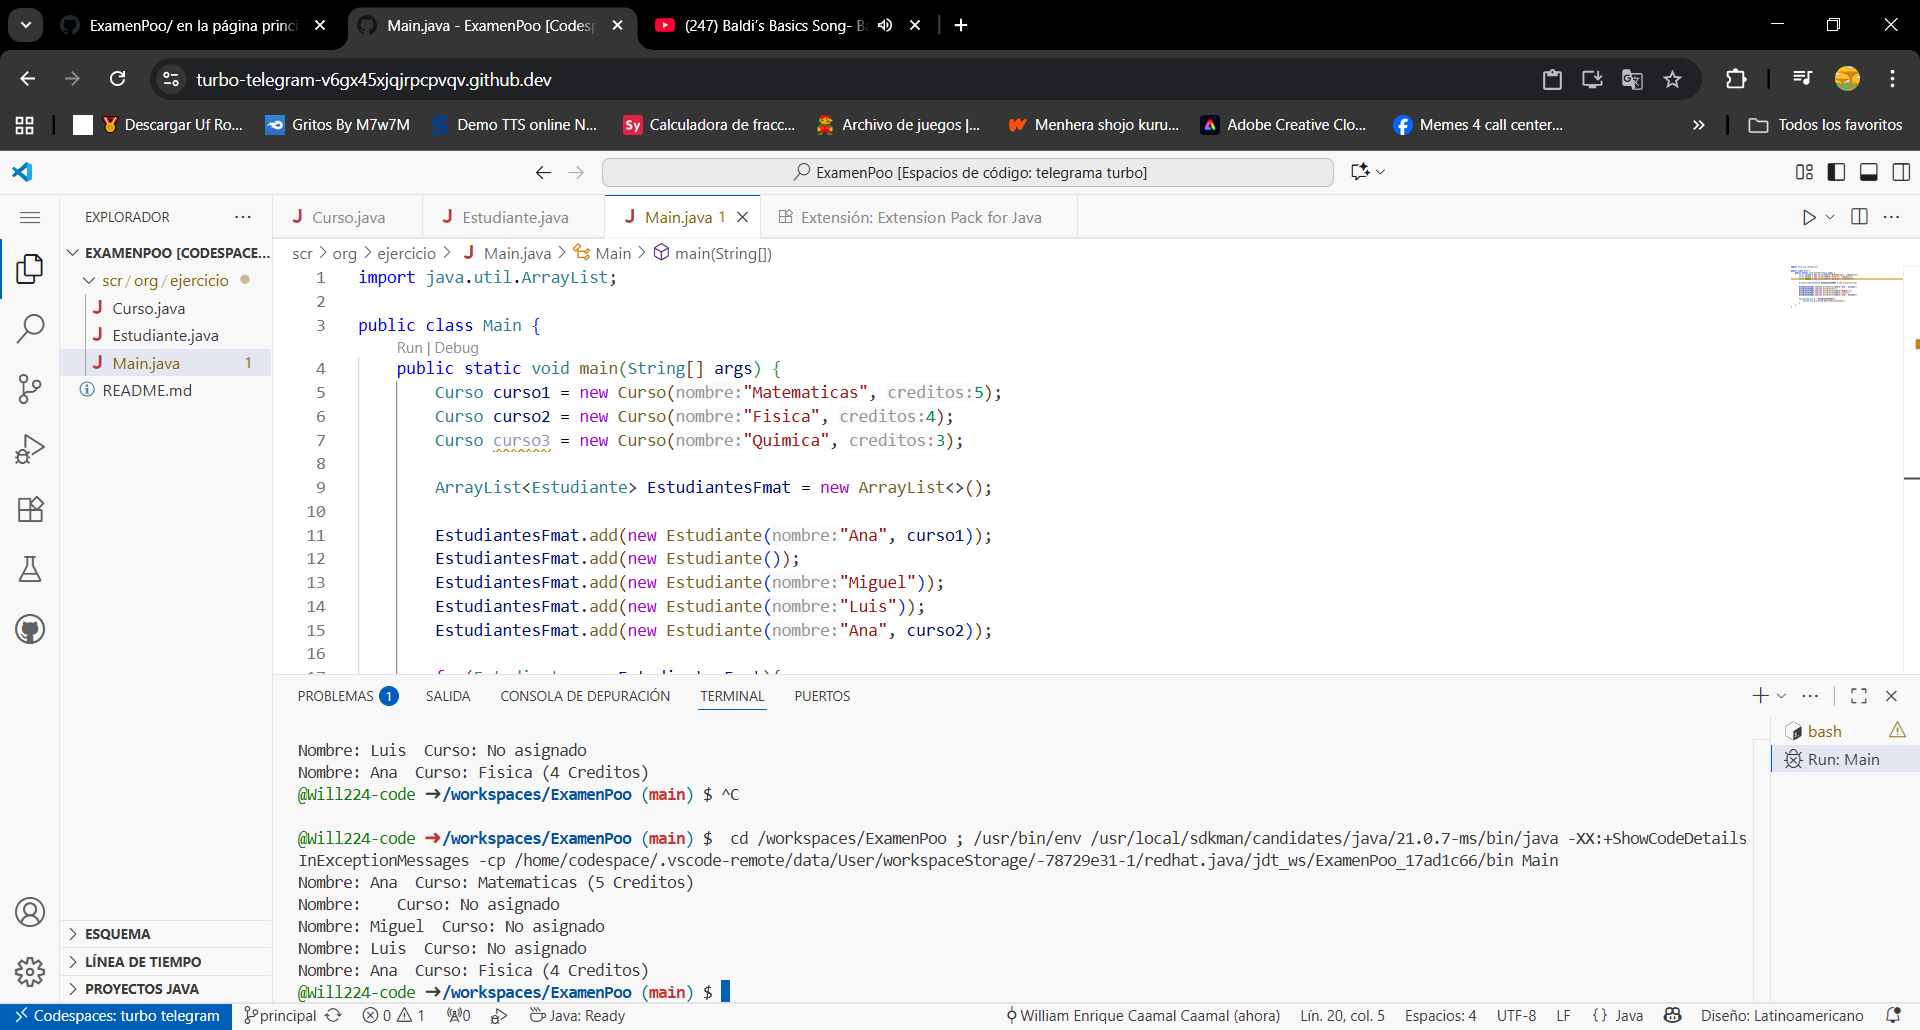 ExamenPoo/ en la página princi
Main.java - ExamenPoo [Codesp
(247) Baldi's Basics Song- Ba
turbo-telegram-v6gx45xjqjrpcpvqv.github.dev
Descargar Uf Ro...
Gritos By M7w7M
Demo TTS online N...
Sy Calculadora de fracc...
Archivo de juegos |...
Menhera shojo kuru...
Adobe Creative Clo...
Memes 4 call center...
»
Todos los favoritos
ExamenPoo [Espacios de código: telegrama turbo]
EXPLORADOR
J Curso.java
J Estudiante.java
J Main.java 1
Extensión: Extension Pack for Java
EXAMENPOO [CODESPACE...
scr / org / ejercicio
J Curso.java
J Estudiante.java
J Main.java 1
README.md
scr > org > ejercicio > J Main.java > Main > main(String[])
1 import java.util.ArrayList;
2
3 public class Main {
Run | Debug
4 public static void main(String[] args) {
5 Curso curso1 = new Curso(nombre:"Matematicas", creditos:5);
6 Curso curso2 = new Curso(nombre:"Fisica", creditos:4);
7 Curso curso3 = new Curso(nombre:"Quimica", creditos:3);
8
9 ArrayList<Estudiante> EstudiantesFmat = new ArrayList<>();
10
11 EstudiantesFmat.add(new Estudiante(nombre:"Ana", curso1));
12 EstudiantesFmat.add(new Estudiante());
13 EstudiantesFmat.add(new Estudiante(nombre:"Miguel"));
14 EstudiantesFmat.add(new Estudiante(nombre:"Luis"));
15 EstudiantesFmat.add(new Estudiante(nombre:"Ana", curso2));
16
PROBLEMAS 1
SALIDA
CONSOLA DE DEPURACIÓN
TERMINAL
PUERTOS
bash
Run: Main
Nombre: Luis  Curso: No asignado
Nombre: Ana  Curso: Fisica (4 Creditos)
@Will224-code ➜/workspaces/ExamenPoo (main) $ ^C
@Will224-code ➜/workspaces/ExamenPoo (main) $  cd /workspaces/ExamenPoo ; /usr/bin/env /usr/local/sdkman/candidates/java/21.0.7-ms/bin/java -XX:+ShowCodeDetails
InExceptionMessages -cp /home/codespace/.vscode-remote/data/User/workspaceStorage/-78729e31-1/redhat.java/jdt_ws/ExamenPoo_17ad1c66/bin Main
Nombre: Ana  Curso: Matematicas (5 Creditos)
Nombre:    Curso: No asignado
Nombre: Miguel  Curso: No asignado
Nombre: Luis  Curso: No asignado
Nombre: Ana  Curso: Fisica (4 Creditos)
@Will224-code ➜/workspaces/ExamenPoo (main) $
ESQUEMA
LÍNEA DE TIEMPO
PROYECTOS JAVA
Codespaces: turbo telegram
principal
0
1
0
Java: Ready
William Enrique Caamal Caamal (ahora)
Lín. 20, col. 5
Espacios: 4
UTF-8
LF
{} Java
Diseño: Latinoamericano